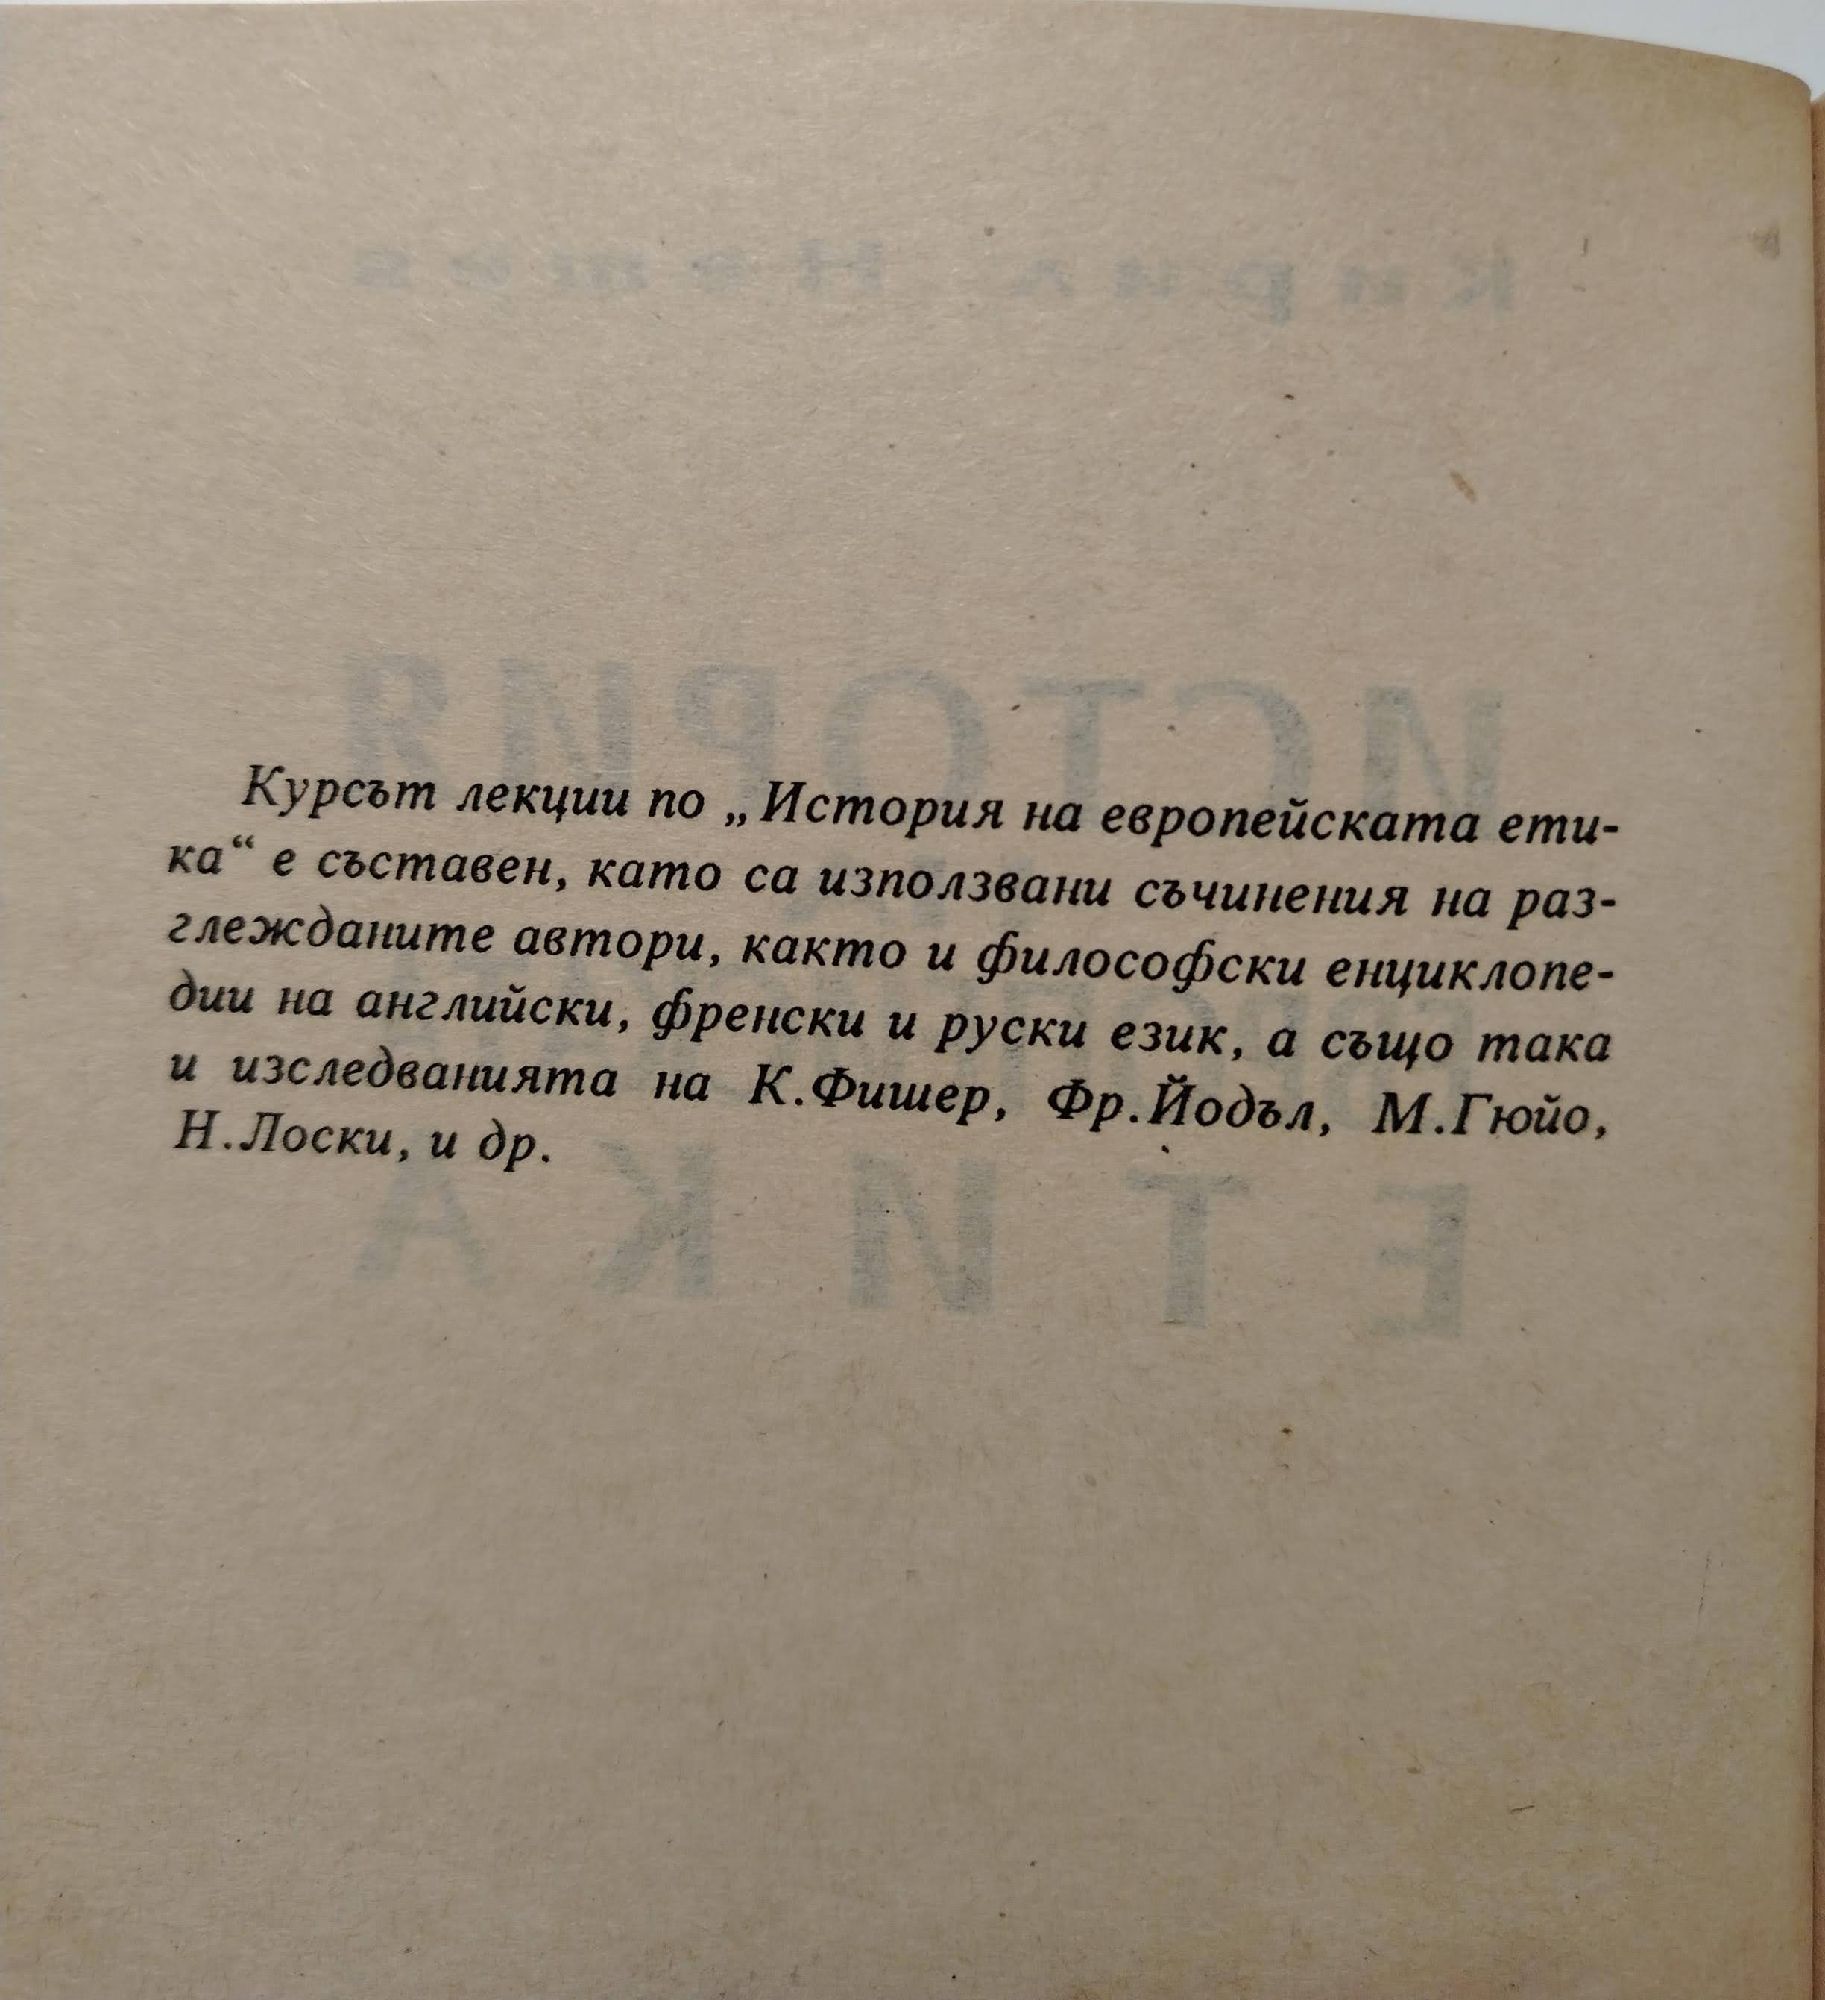 Курсът лекции по „История на европейската ети-
ка“ е съставен, като са използвани съчинения на раз-
глежданите автори, както и философски енциклопе-
дии на английски, френски и руски език, а също така
и изследванията на К.Фишер, Фр.Йодъл, М.Гюйо,
Н.Лоски, и др.